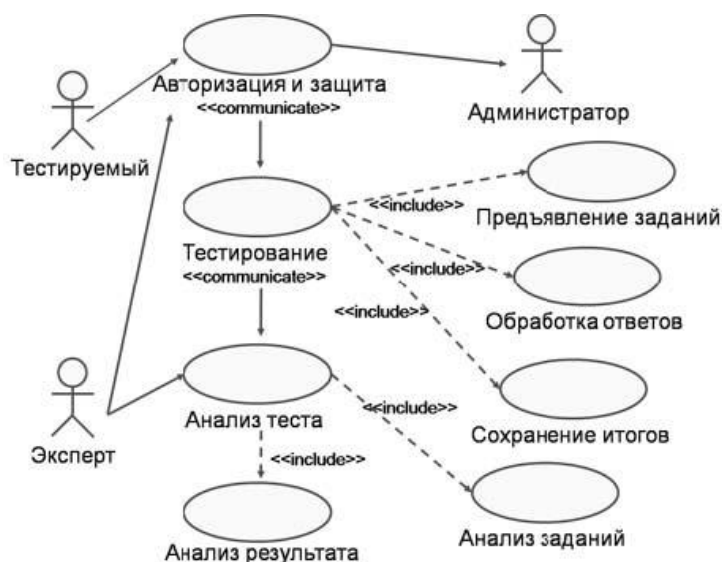 Авторизация и защита
<<communicate>>
Администратор
Тестируемый
<<include>>
Предъявление заданий
Тестирование
<<communicate>>
<<include>>
Обработка ответов
<<include>>
Анализ теста
<<include>>
Сохранение итогов
Эксперт
<<include>>
Анализ результата
Анализ заданий